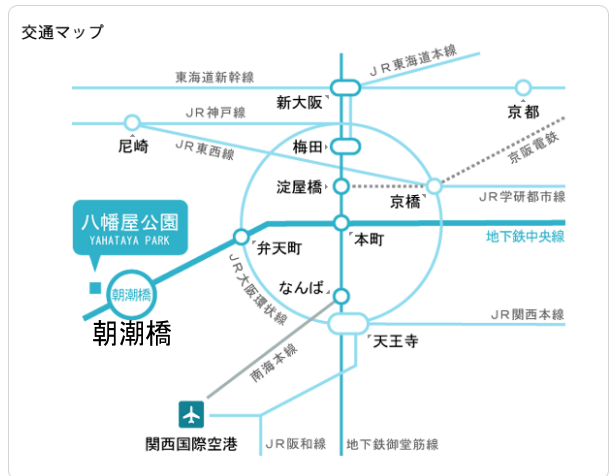 交通マップ
JR東海道本線
東海道新幹線
新大阪
京都
JR神戸線
尼崎
JR東西線
梅田
京阪電鉄
淀屋橋
京橋
JR学研都市線
八幡屋公園
YAHATAYA PARK
弁天町
本町
地下鉄中央線
朝潮橋
朝潮橋
JR大阪環状線
なんば
JR関西本線
天王寺
南海本線
関西国際空港
JR阪和線
地下鉄御堂筋線